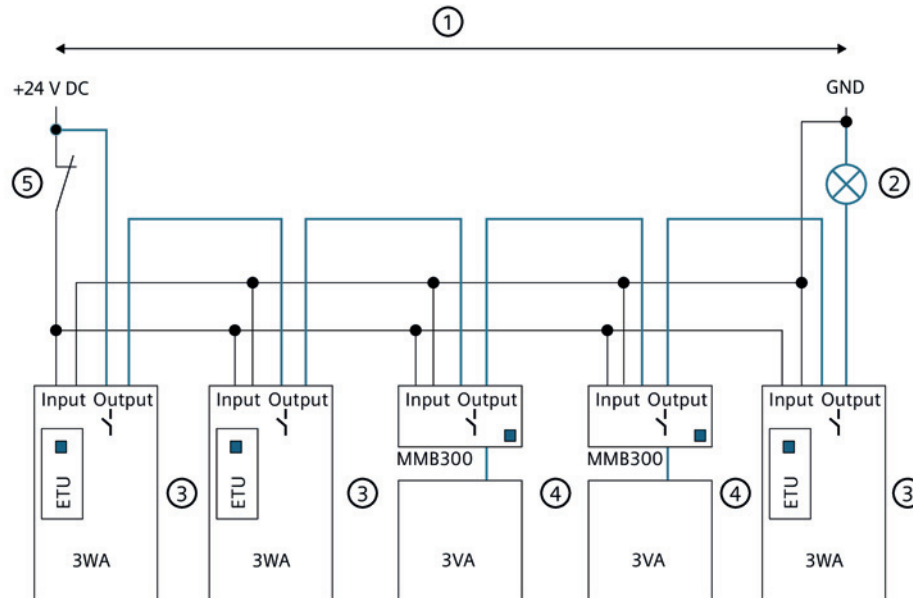 ①
+24 V DC
GND
⑤
②
Input Output
Input Output
Input Output
Input Output
Input Output
MMB300
MMB300
ETU
ETU
ETU
③
③
④
④
③
3WA
3WA
3VA
3VA
3WA